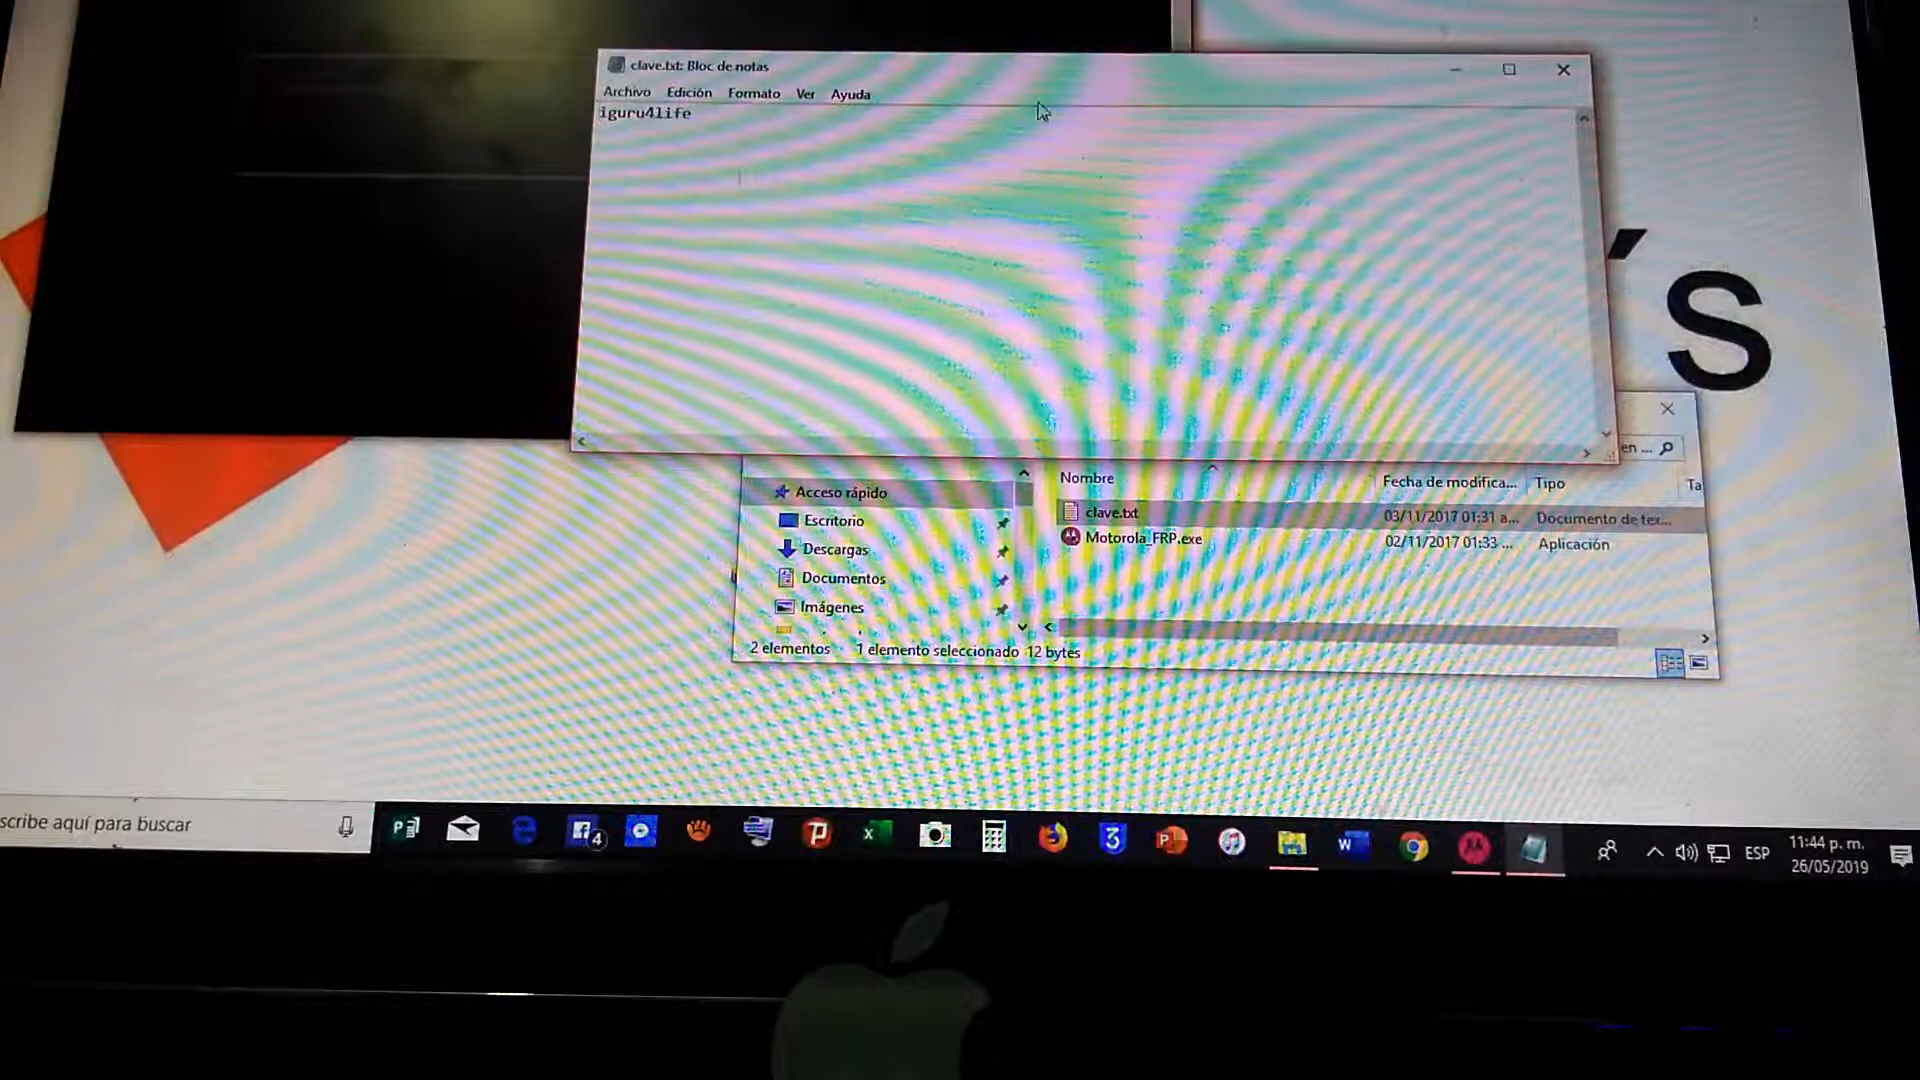 clave.txt: Bloc de notas
Archivo Edición Formato Ver Ayuda
iguru4life
´s
en ...
Nombre Fecha de modifica... Tipo Ta
Acceso rápido
clave.txt 03/11/2017 01:31 a... Documento de tex...
Escritorio
Motorola_FRP.exe 02/11/2017 01:33 ... Aplicación
Descargas
Documentos
Imágenes
2 elementos 1 elemento seleccionado 12 bytes
scribe aquí para buscar
4
ESP
11:44 p. m.
26/05/2019